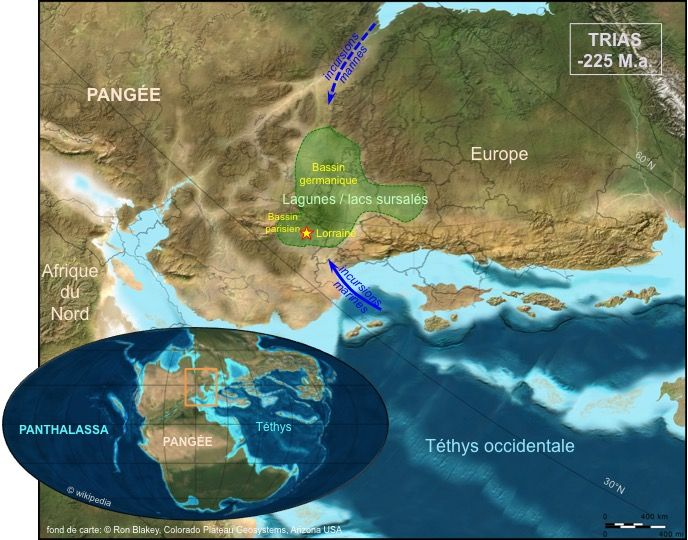 TRIAS
-225 M.a.
incursions
marines
PANGÉE
60°N
Europe
Bassin
germanique
Lagunes / lacs sursalés
Bassin
parisien
Lorraine
Afrique
du
Nord
incursions
marines
PANTHALASSA
PANGÉE
Téthys
Téthys occidentale
© wikipedia
30°N
400 km
400 mi
fond de carte: © Ron Blakey, Colorado Plateau Geosystems, Arizona USA